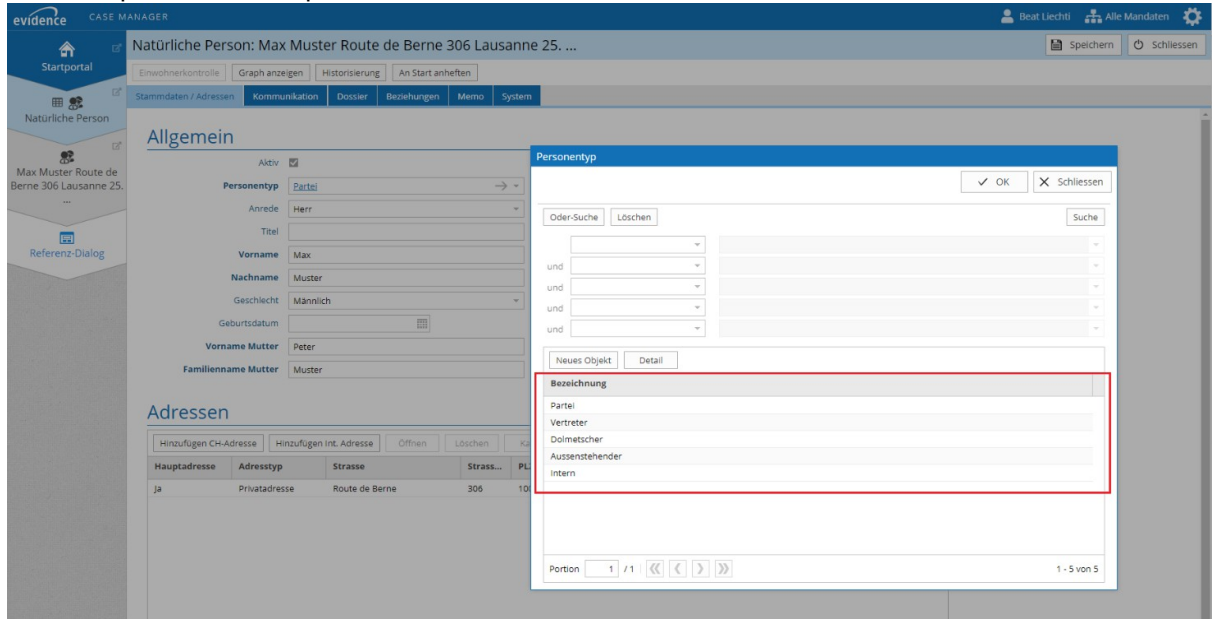 evidence CASE MANAGER Beat Liechti Alle Mandaten
Startportal
Natürliche Person: Max Muster Route de Berne 306 Lausanne 25. ... Speichern Schliessen
Einwohnerkontrolle Graph anzeigen Historisierung An Start anheften
Stammdaten / Adressen Kommunikation Dossier Beziehungen Memo System
Natürliche Person
Max Muster Route de
Berne 306 Lausanne 25.
...
Referenz-Dialog
Allgemein
Aktiv
Personentyp Partei
Anrede Herr
Titel
Vorname Max
Nachname Muster
Geschlecht Männlich
Geburtsdatum
Vorname Mutter Peter
Familienname Mutter Muster
Adressen
Hinzufügen CH-Adresse Hinzufügen Int. Adresse Öffnen Löschen
Hauptadresse Adresstyp Strasse Strass...
Ja Privatadresse Route de Berne 306
Personentyp
OK Schliessen
Oder-Suche Löschen Suche
und
und
und
und
Neues Objekt Detail
Bezeichnung
Partei
Vertreter
Dolmetscher
Aussenstehender
Intern
Portion 1 / 1 1 - 5 von 5